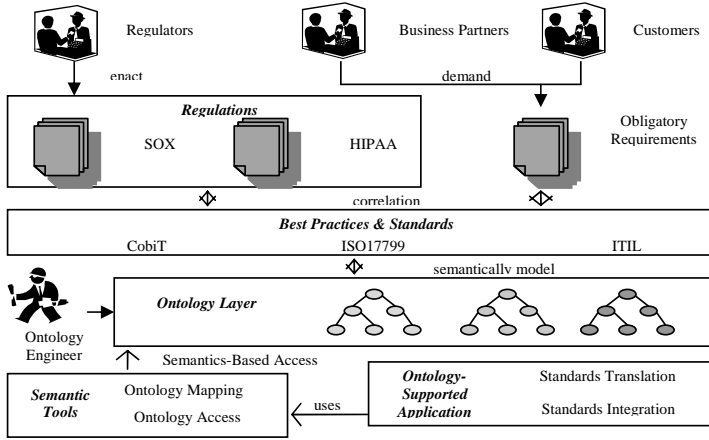 Regulators
Business Partners
Customers
enact
demand
Regulations
SOX
HIPAA
Obligatory
Requirements
correlation
Best Practices & Standards
CobiT
ISO17799
ITIL
semantically model
Ontology Layer
Ontology
Engineer
Semantics-Based Access
Semantic
Tools
Ontology Mapping
Ontology Access
uses
Ontology-
Supported
Application
Standards Translation
Standards Integration